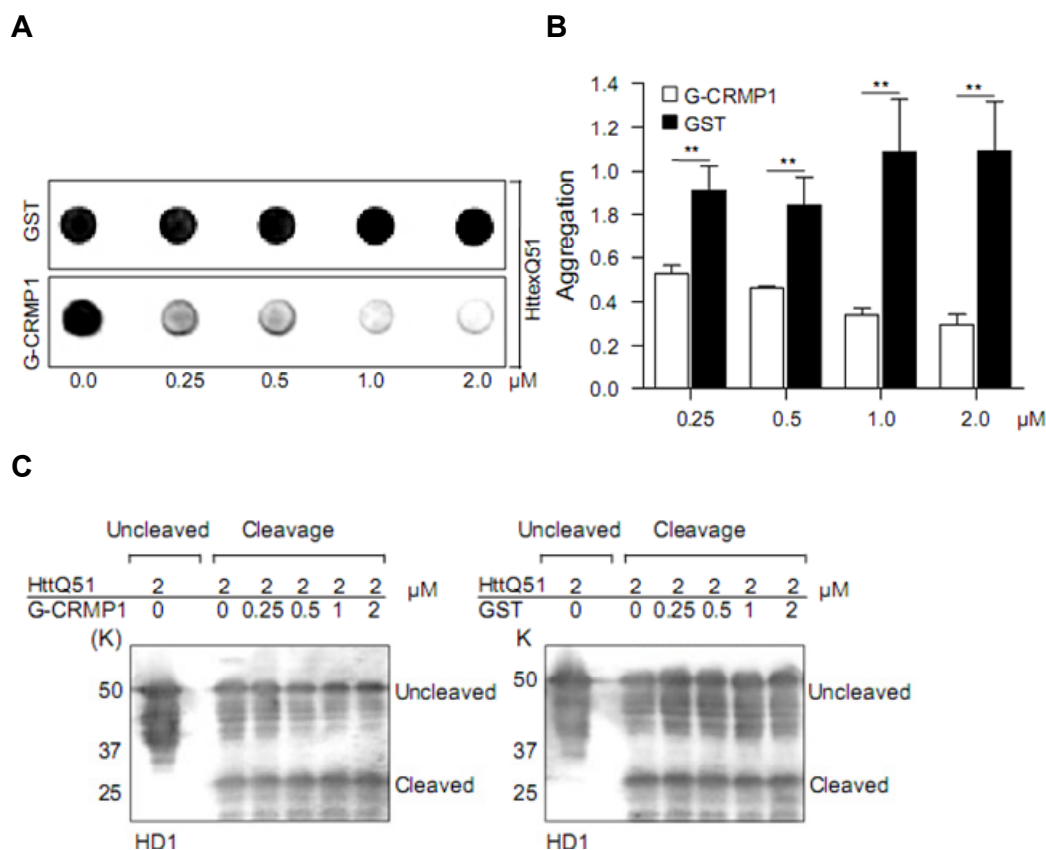 A
GST
G-CRMP1
HttexQ51
0.0 0.25 0.5 1.0 2.0 µM
B
Aggregation
1.4
1.2
1.0
1.8
0.6
0.4
0.2
0.0
G-CRMP1
GST
** ** ** **
0.25 0.5 1.0 2.0 µM
C
Uncleaved Cleavage
HttQ51 2 2 2 2 2 2 µM
G-CRMP1 0 0 0.25 0.5 1 2
(K)
50 Uncleaved
37
25 Cleaved
HD1
Uncleaved Cleavage
HttQ51 2 2 2 2 2 2 µM
GST 0 0 0.25 0.5 1 2
K
50 Uncleaved
37
25 Cleaved
HD1